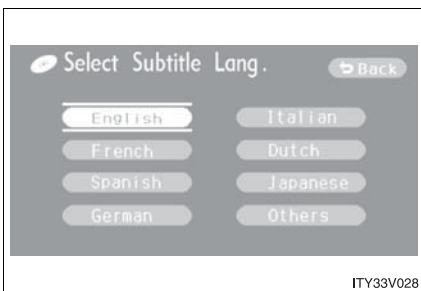 Select Subtitle Lang.
Back
English
Italian
French
Dutch
Spanish
Japanese
German
Others
ITY33V028